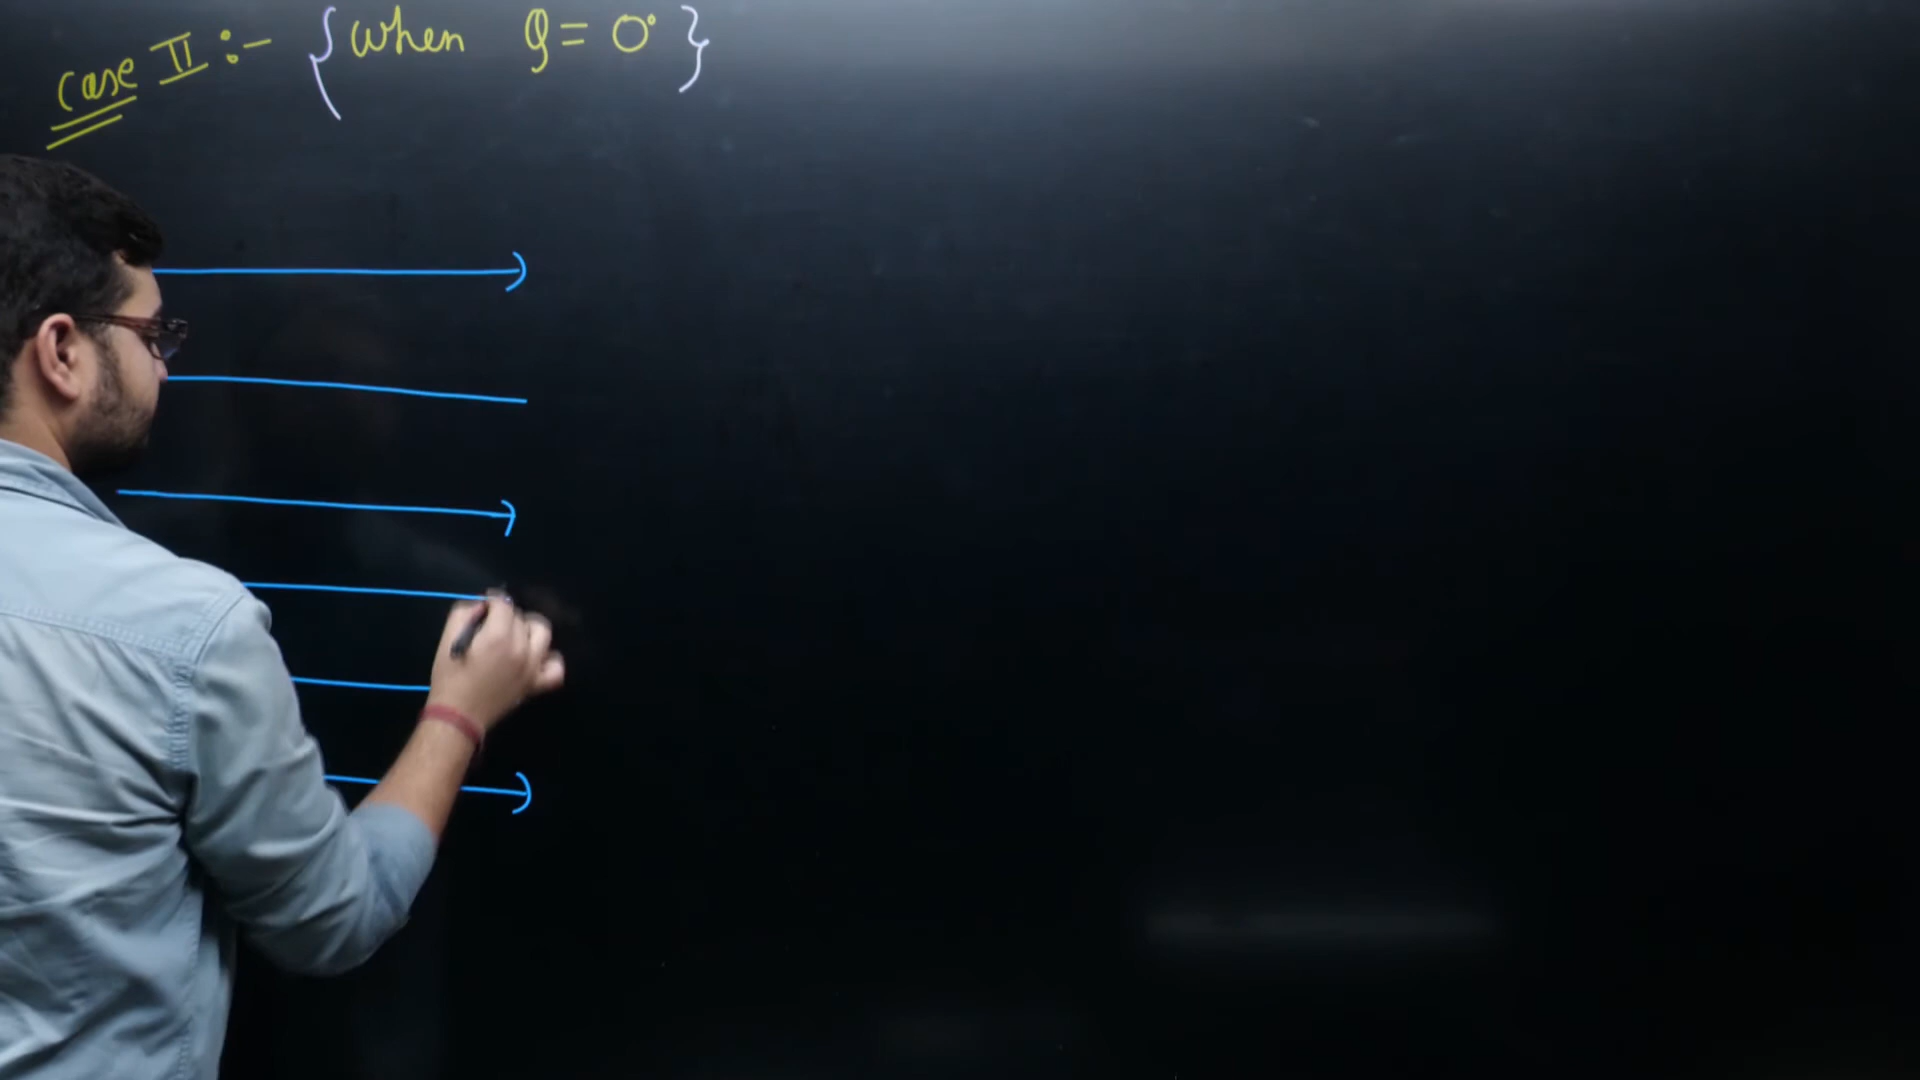 case II :- { when θ = 0° }